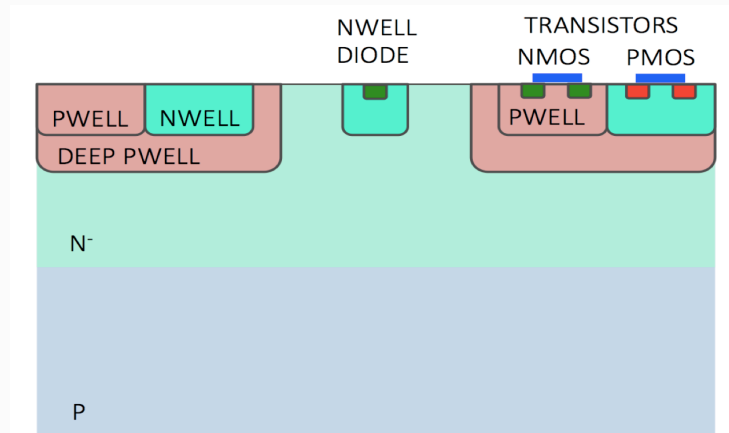 NWELL
DIODE
TRANSISTORS
NMOS PMOS
PWELL NWELL
DEEP PWELL
PWELL
N-
P